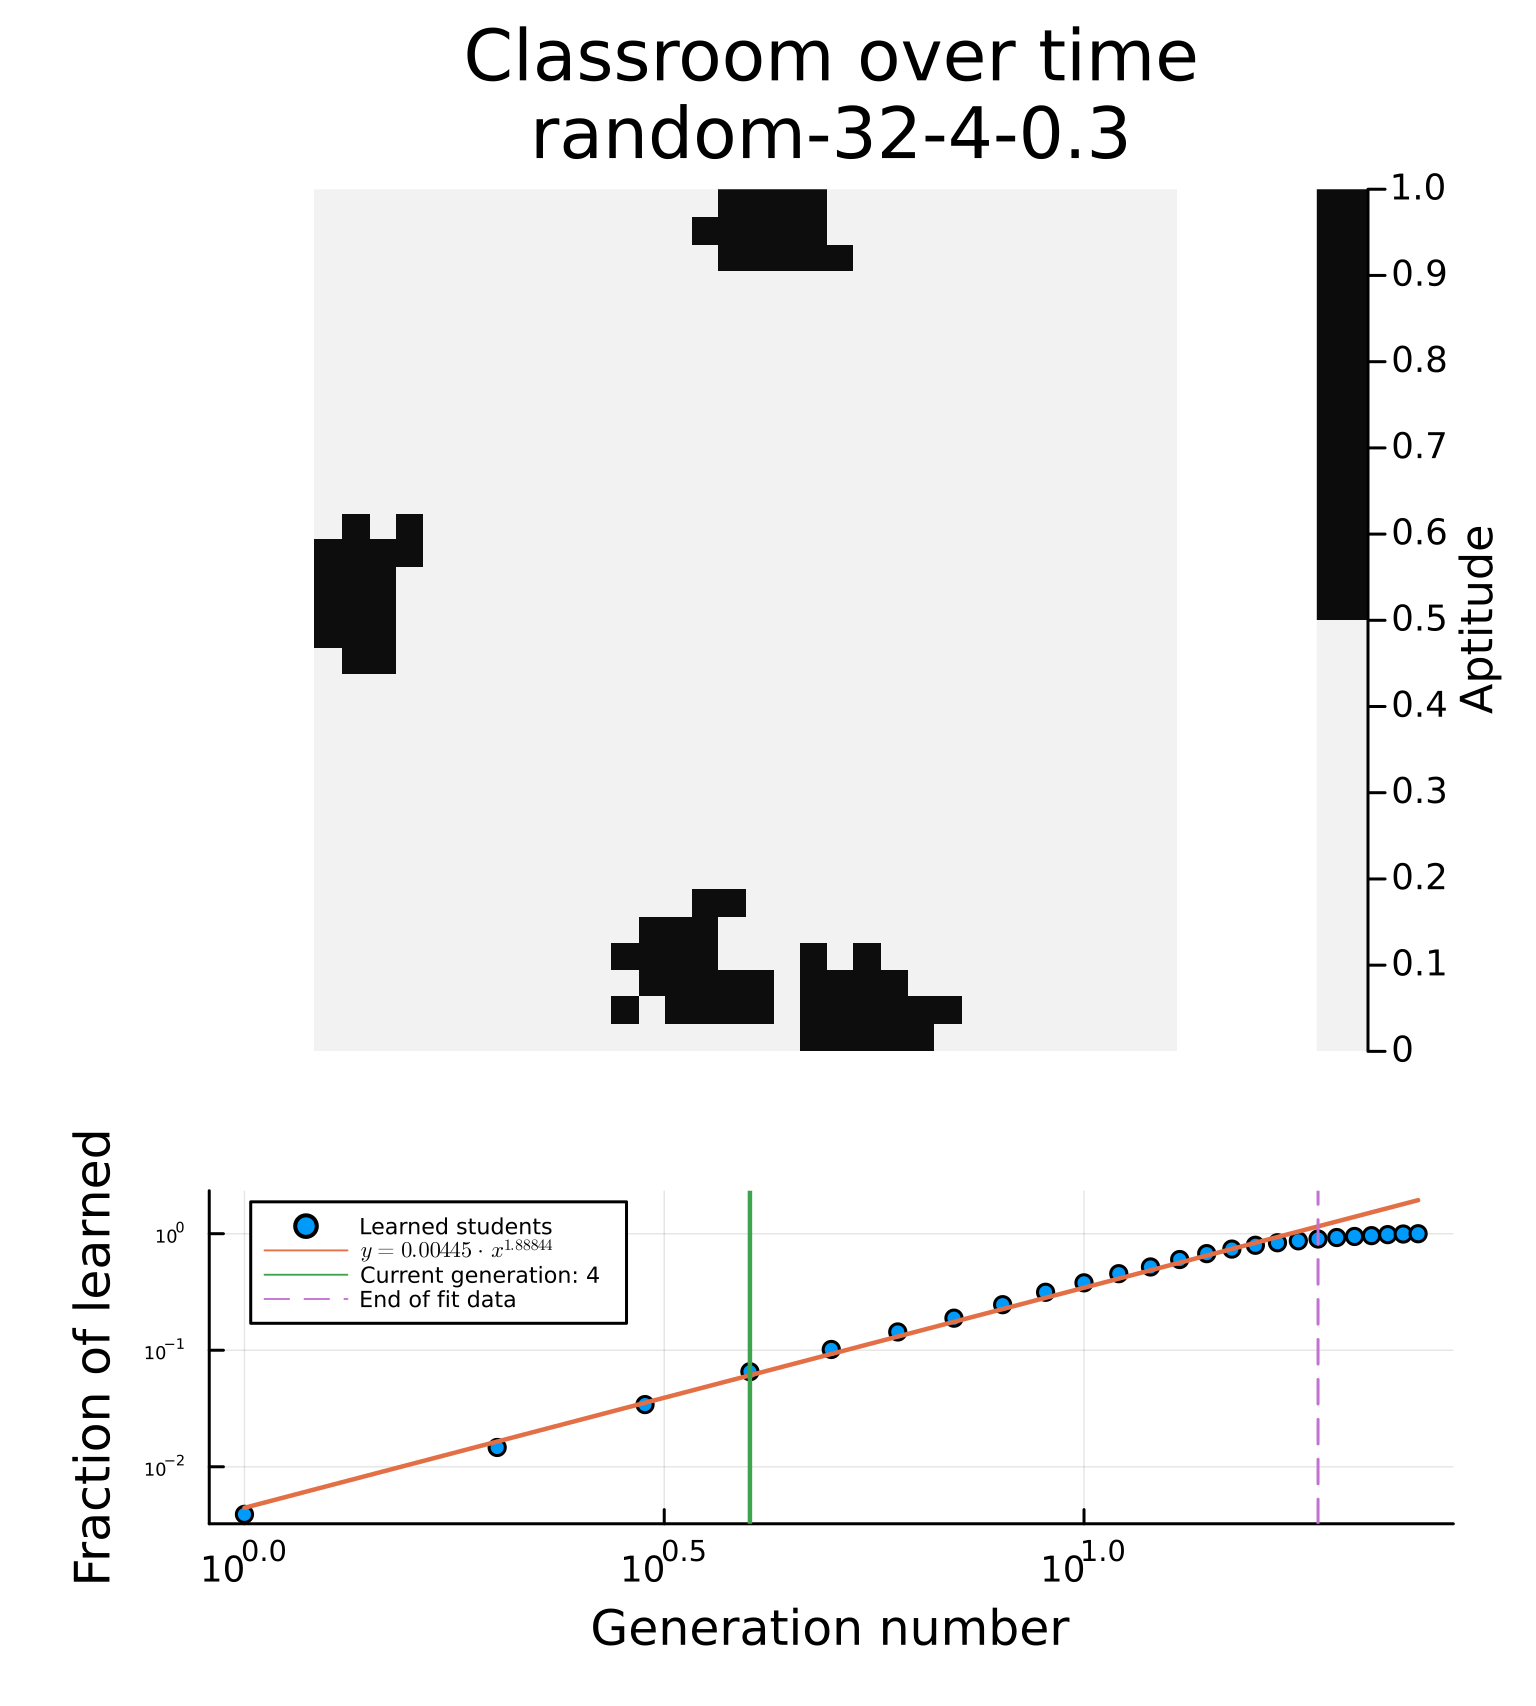 Classroom over time
random-32-4-0.3
1.0
0.9
0.8
0.7
0.6
0.5
0.4
0.3
0.2
0.1
0
Aptitude
Fraction of learned
10^0
10^-1
10^-2
Learned students
y = 0.00445 · x^1.88844
Current generation: 4
End of fit data
10^0.0 10^0.5 10^1.0
Generation number